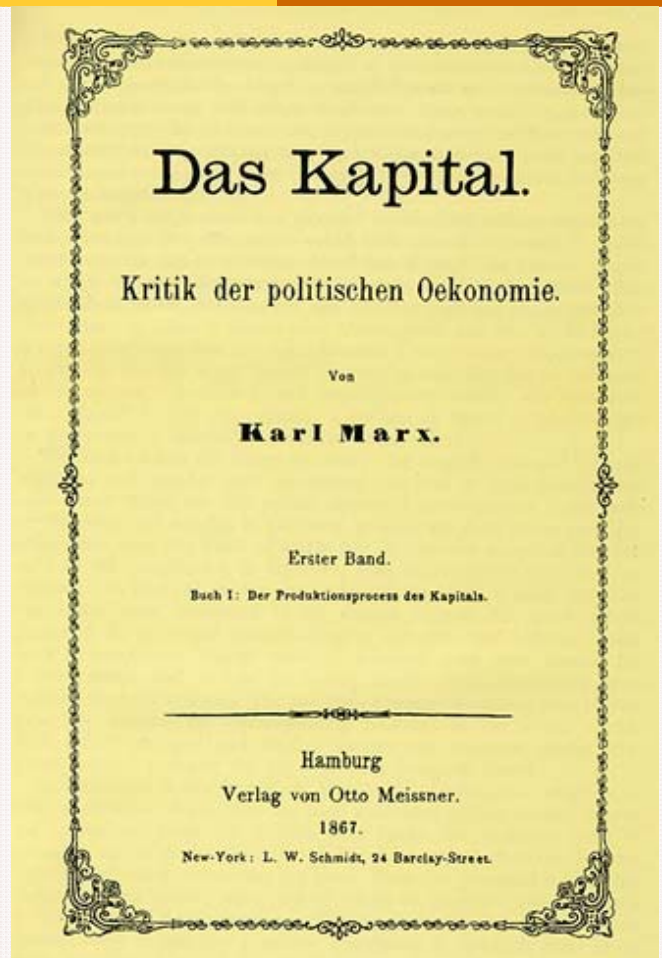 Das Kapital.
Kritik der politischen Oekonomie.
Von
Karl Marx.
Erster Band.
Buch I: Der Produktionsprocess des Kapitals.
Hamburg
Verlag von Otto Meissner.
1867.
New-York: L. W. Schmidt, 24 Barclay-Street.